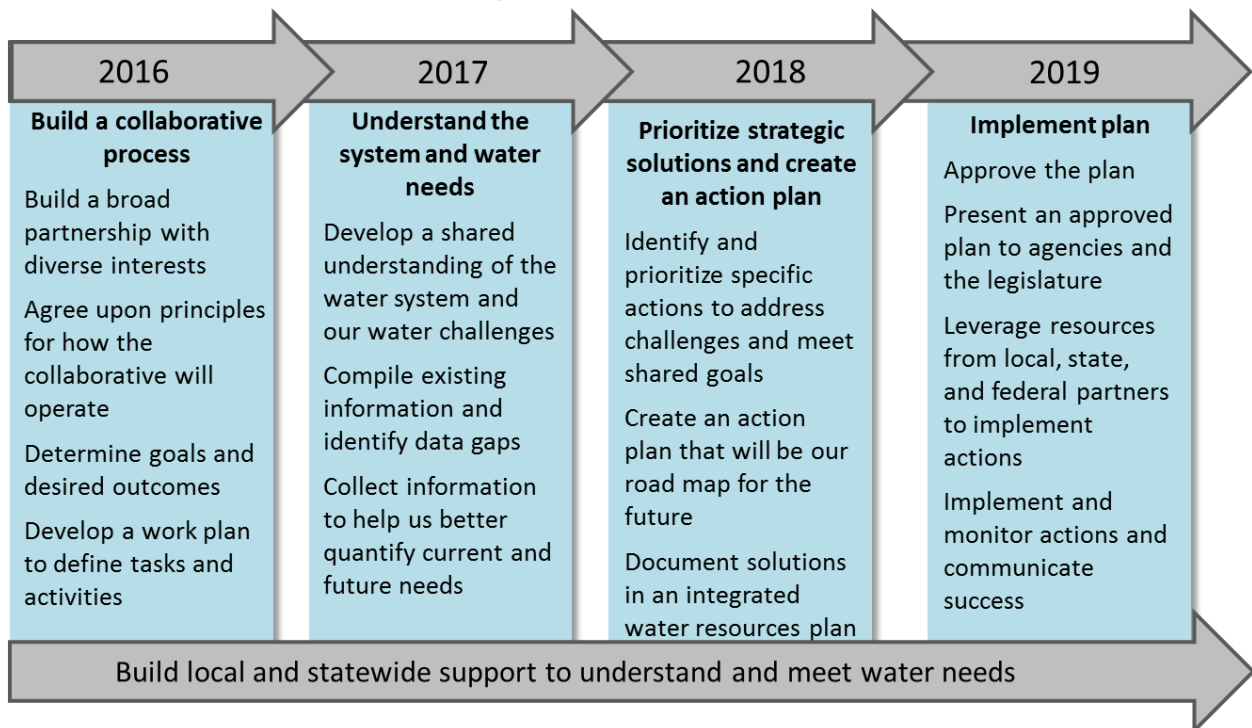 2016
Build a collaborative
process
Build a broad
partnership with
diverse interests
Agree upon principles
for how the
collaborative will
operate
Determine goals and
desired outcomes
Develop a work plan
to define tasks and
activities
2017
Understand the
system and water
needs
Develop a shared
understanding of the
water system and
our water challenges
Compile existing
information and
identify data gaps
Collect information
to help us better
quantify current and
future needs
2018
Prioritize strategic
solutions and create
an action plan
Identify and
prioritize specific
actions to address
challenges and meet
shared goals
Create an action
plan that will be our
road map for the
future
Document solutions
in an integrated
water resources plan
2019
Implement plan
Approve the plan
Present an approved
plan to agencies and
the legislature
Leverage resources
from local, state,
and federal partners
to implement
actions
Implement and
monitor actions and
communicate
success
Build local and statewide support to understand and meet water needs